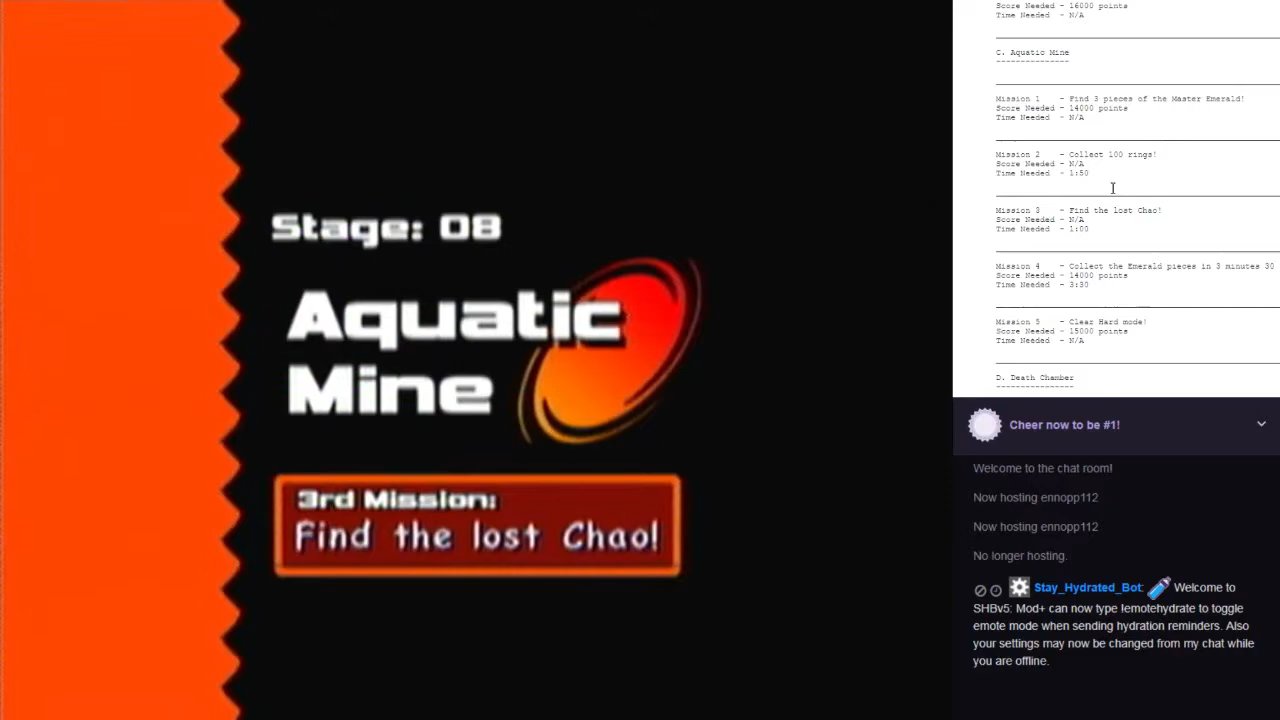 Stage: 08
Aquatic
Mine
3rd Mission:
Find the lost Chao!
Score Needed - 16000 points
Time Needed - N/A
C. Aquatic Mine
---------------
Mission 1 - Find 3 pieces of the Master Emerald!
Score Needed - 14000 points
Time Needed - N/A
Mission 2 - Collect 100 rings!
Score Needed - N/A
Time Needed - 1:50
Mission 3 - Find the lost Chao!
Score Needed - N/A
Time Needed - 1:00
Mission 4 - Collect the Emerald pieces in 3 minutes 30
Score Needed - 14000 points
Time Needed - 3:30
Mission 5 - Clear Hard mode!
Score Needed - 15000 points
Time Needed - N/A
D. Death Chamber
----------------
Cheer now to be #1!
Welcome to the chat room!
Now hosting ennopp112
Now hosting ennopp112
No longer hosting.
Stay_Hydrated_Bot: Welcome to
SHBv5: Mod+ can now type !emotehydrate to toggle
emote mode when sending hydration reminders. Also
your settings may now be changed from my chat while
you are offline.